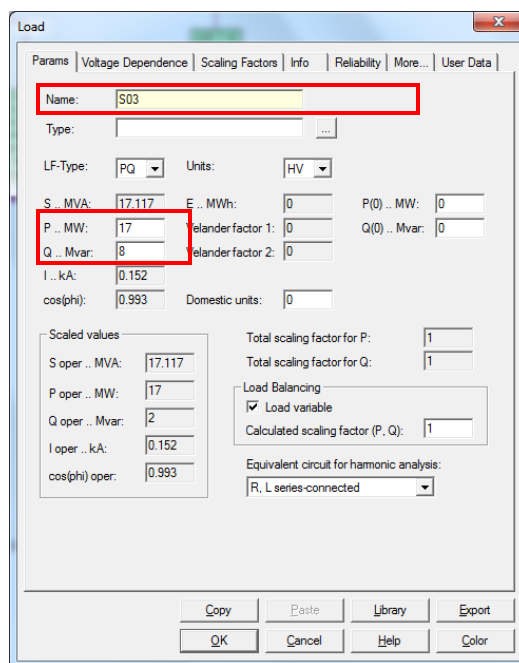 Load
Params Voltage Dependence Scaling Factors Info Reliability More... User Data
Name: S03
Type: ...
LF-Type: PQ Units: HV
S .. MVA: 17.117 E .. MWh: 0 P(0) .. MW: 0
P .. MW: 17 Velander factor 1: 0 Q(0) .. Mvar: 0
Q .. Mvar: 8 Velander factor 2: 0
I .. kA: 0.152
cos(phi): 0.993 Domestic units: 0
Scaled values
S oper .. MVA: 17.117
P oper .. MW: 17
Q oper .. Mvar: 2
I oper .. kA: 0.152
cos(phi) oper: 0.993
Total scaling factor for P: 1
Total scaling factor for Q: 1
Load Balancing
Load variable
Calculated scaling factor (P, Q): 1
Equivalent circuit for harmonic analysis:
R, L series-connected
Copy Paste Library Export
OK Cancel Help Color